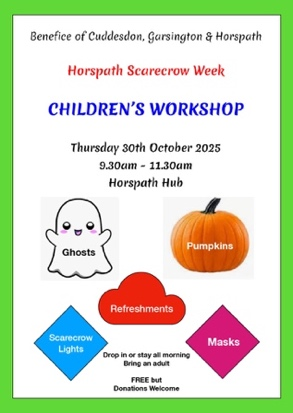 Benefice of Cuddesdon, Garsington & Horspath
Horspath Scarecrow Week
CHILDREN'S WORKSHOP
Thursday 30th October 2025
9.30am - 11.30am
Horspath Hub
Ghosts
Pumpkins
Refreshments
Scarecrow
Lights
Masks
Drop in or stay all morning
Bring an adult
FREE but
Donations Welcome